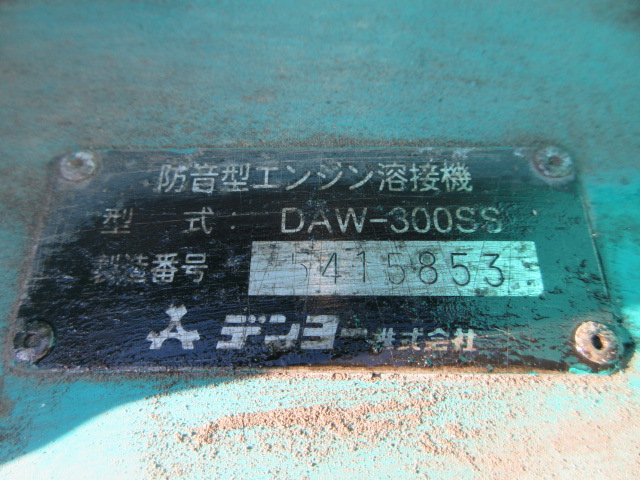 防音型エンジン溶接機
型 式: DAW-300SS
製造番号 5415853
デンヨー株式会社